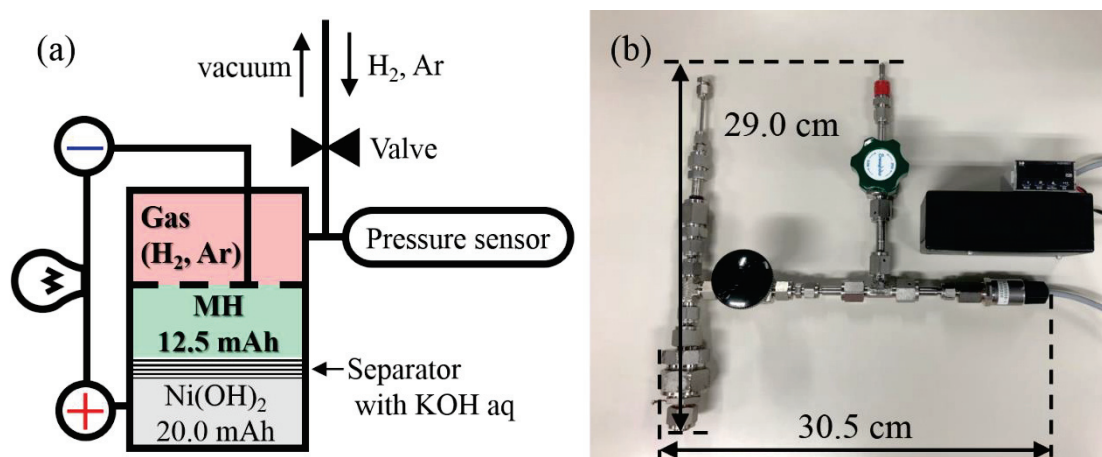 (a)
vacuum
H₂, Ar
Valve
−
Gas
(H₂, Ar)
Pressure sensor
MH
12.5 mAh
Separator
with KOH aq
+
Ni(OH)₂
20.0 mAh
(b)
29.0 cm
30.5 cm